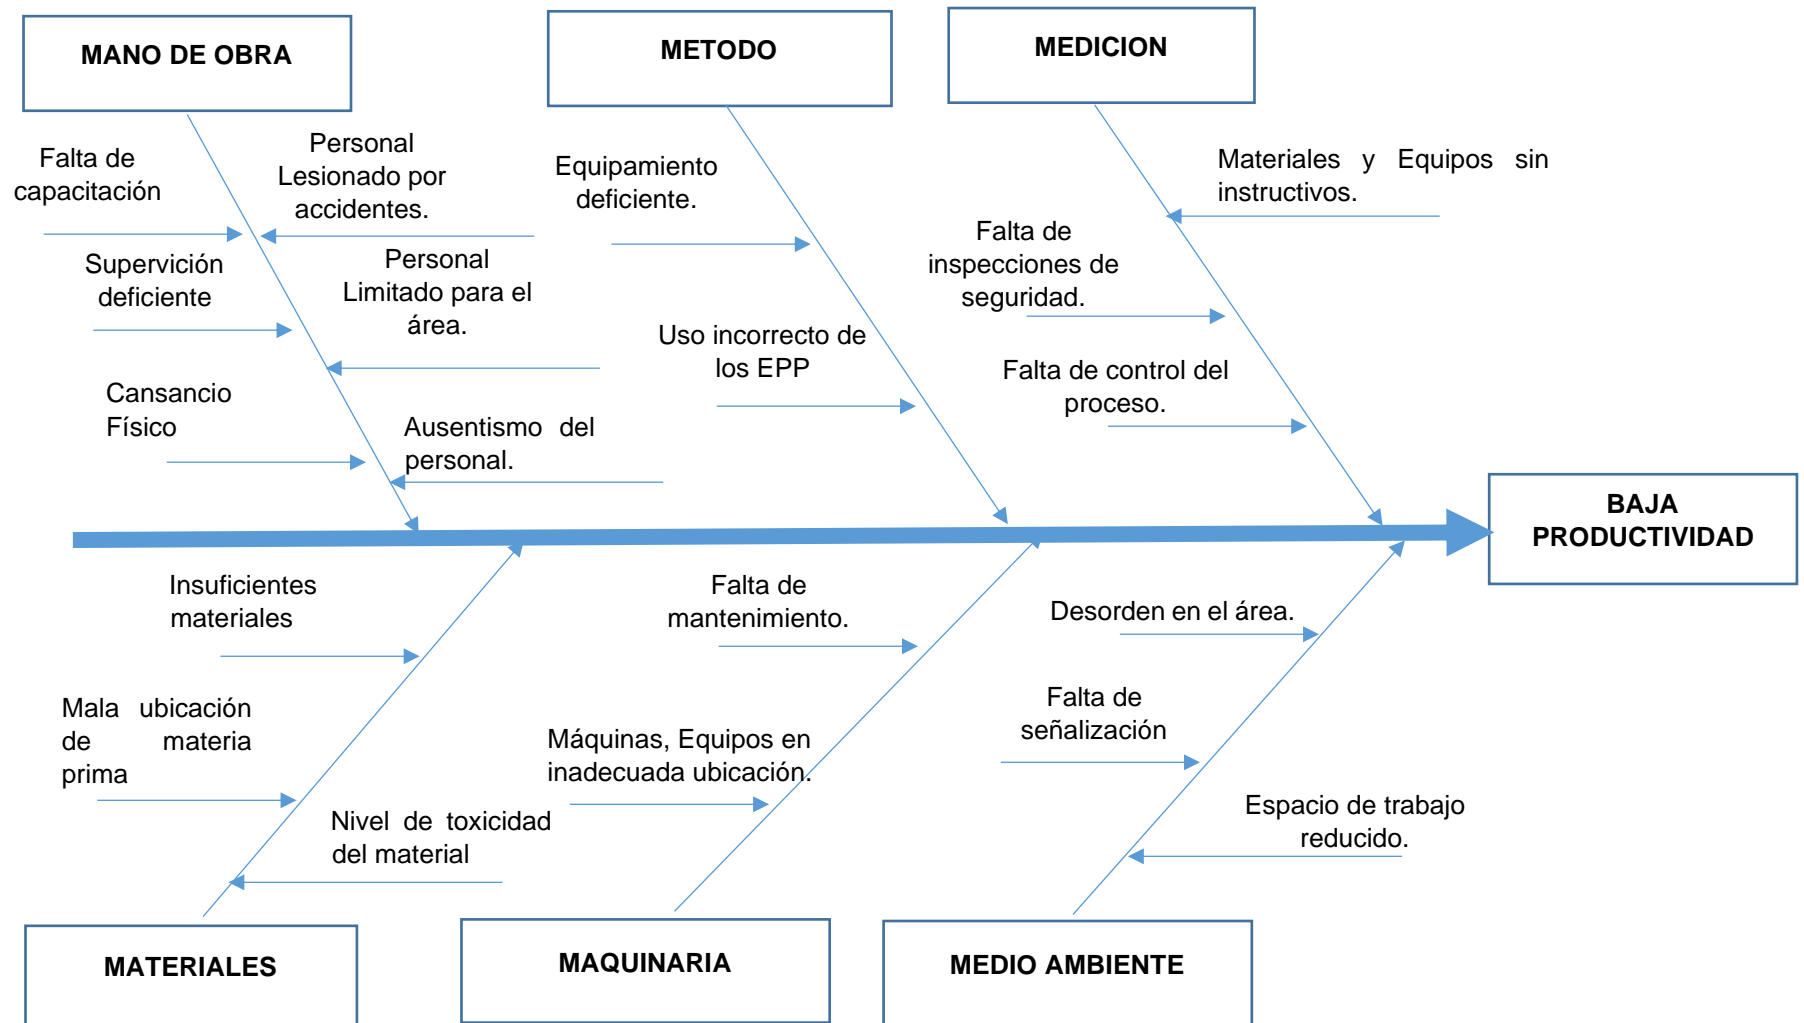 MANO DE OBRA
METODO
MEDICION
Falta de
capacitación
Personal
Lesionado por
accidentes.
Supervición
deficiente
Personal
Limitado para el
área.
Cansancio
Físico
Ausentismo del
personal.
Equipamiento
deficiente.
Uso incorrecto de
los EPP
Materiales y Equipos sin
instructivos.
Falta de
inspecciones de
seguridad.
Falta de control del
proceso.
BAJA
PRODUCTIVIDAD
Insuficientes
materiales
Mala ubicación
de materia
prima
Nivel de toxicidad
del material
Falta de
mantenimiento.
Máquinas, Equipos en
inadecuada ubicación.
Desorden en el área.
Falta de
señalización
Espacio de trabajo
reducido.
MATERIALES
MAQUINARIA
MEDIO AMBIENTE